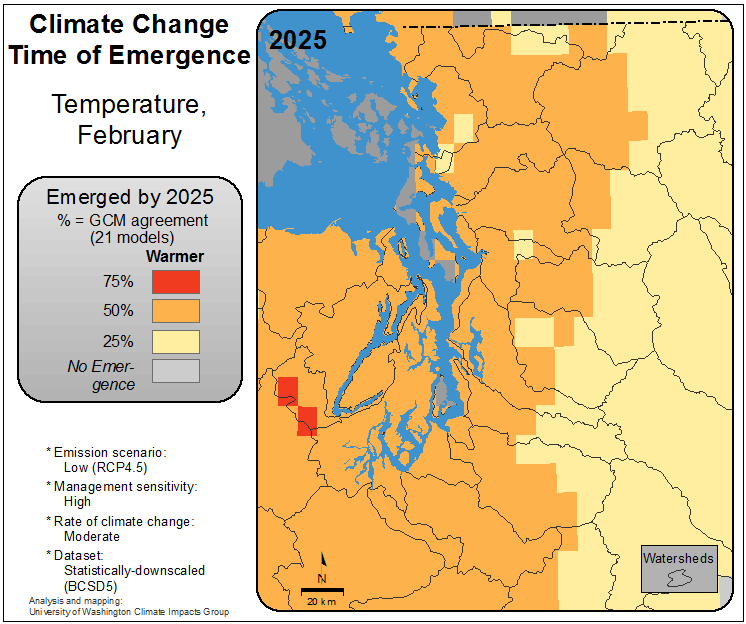 Climate Change
Time of Emergence
Temperature,
February
Emerged by 2025
% = GCM agreement
(21 models)
Warmer
75%
50%
25%
No Emer-
gence
* Emission scenario:
Low (RCP4.5)
* Management sensitivity:
High
* Rate of climate change:
Moderate
* Dataset:
Statistically-downscaled
(BCSD5)
Analysis and mapping:
University of Washington Climate Impacts Group
2025
N
20 km
Watersheds